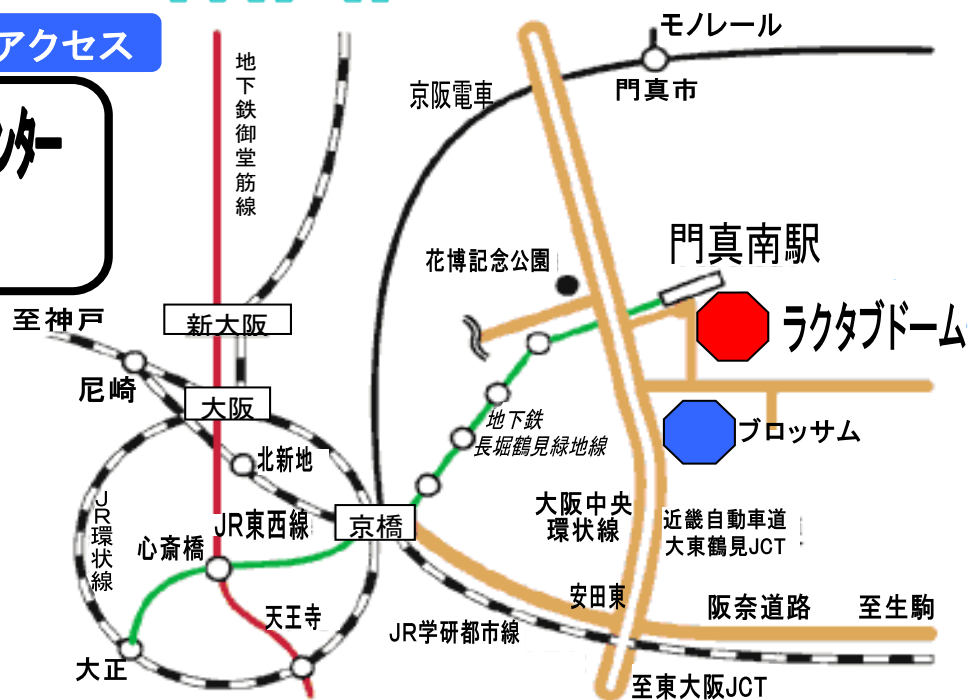 アクセス
ンター
モノレール
門真市
京阪電車
地下鉄御堂筋線
門真南駅
花博記念公園
ラクタブドーム
至神戸
新大阪
尼崎
大阪
地下鉄
長堀鶴見緑地線
ブロッサム
北新地
JR環状線
JR東西線
京橋
大阪中央
環状線
近畿自動車道
大東鶴見JCT
心斎橋
天王寺
安田東
阪奈道路
至生駒
JR学研都市線
大正
至東大阪JCT